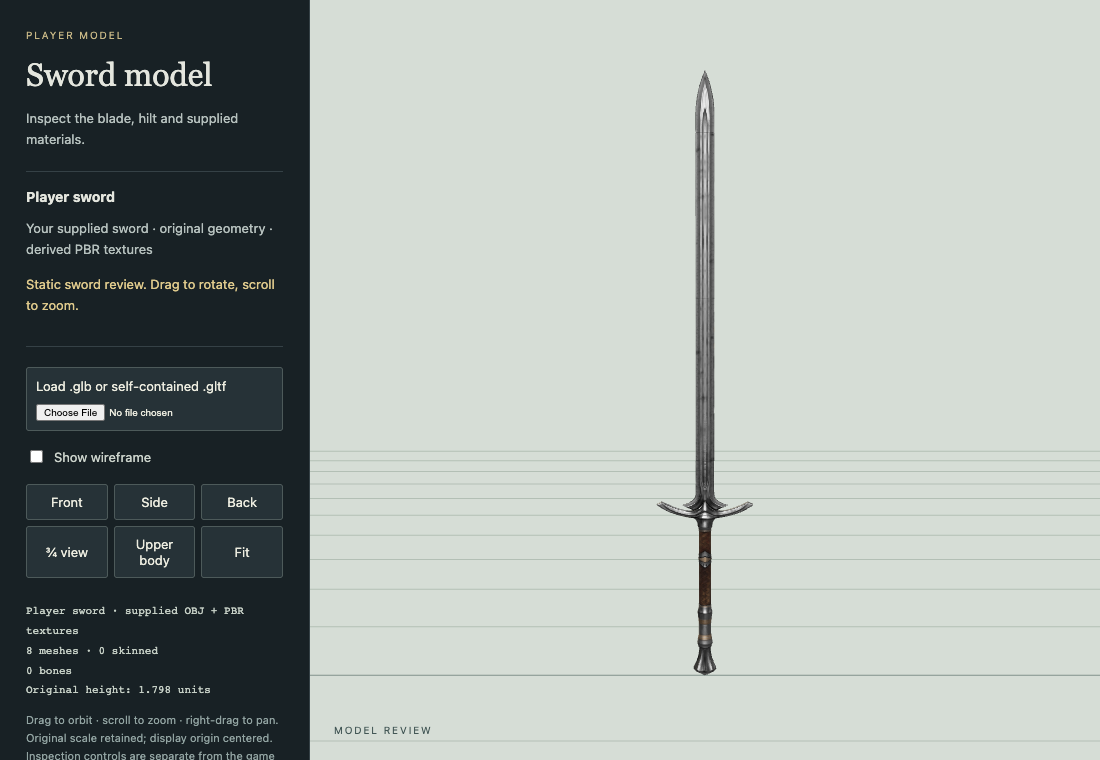 PLAYER MODEL
Sword model
Inspect the blade, hilt and supplied
materials.
Player sword
Your supplied sword · original geometry ·
derived PBR textures
Static sword review. Drag to rotate, scroll
to zoom.
Load .glb or self-contained .gltf
Choose File No file chosen
Show wireframe
Front Side Back
¾ view Upper body Fit
Player sword · supplied OBJ + PBR
textures
8 meshes · 0 skinned
0 bones
Original height: 1.798 units
Drag to orbit · scroll to zoom · right-drag to pan.
Original scale retained; display origin centered.
Inspection controls are separate from the game
MODEL REVIEW